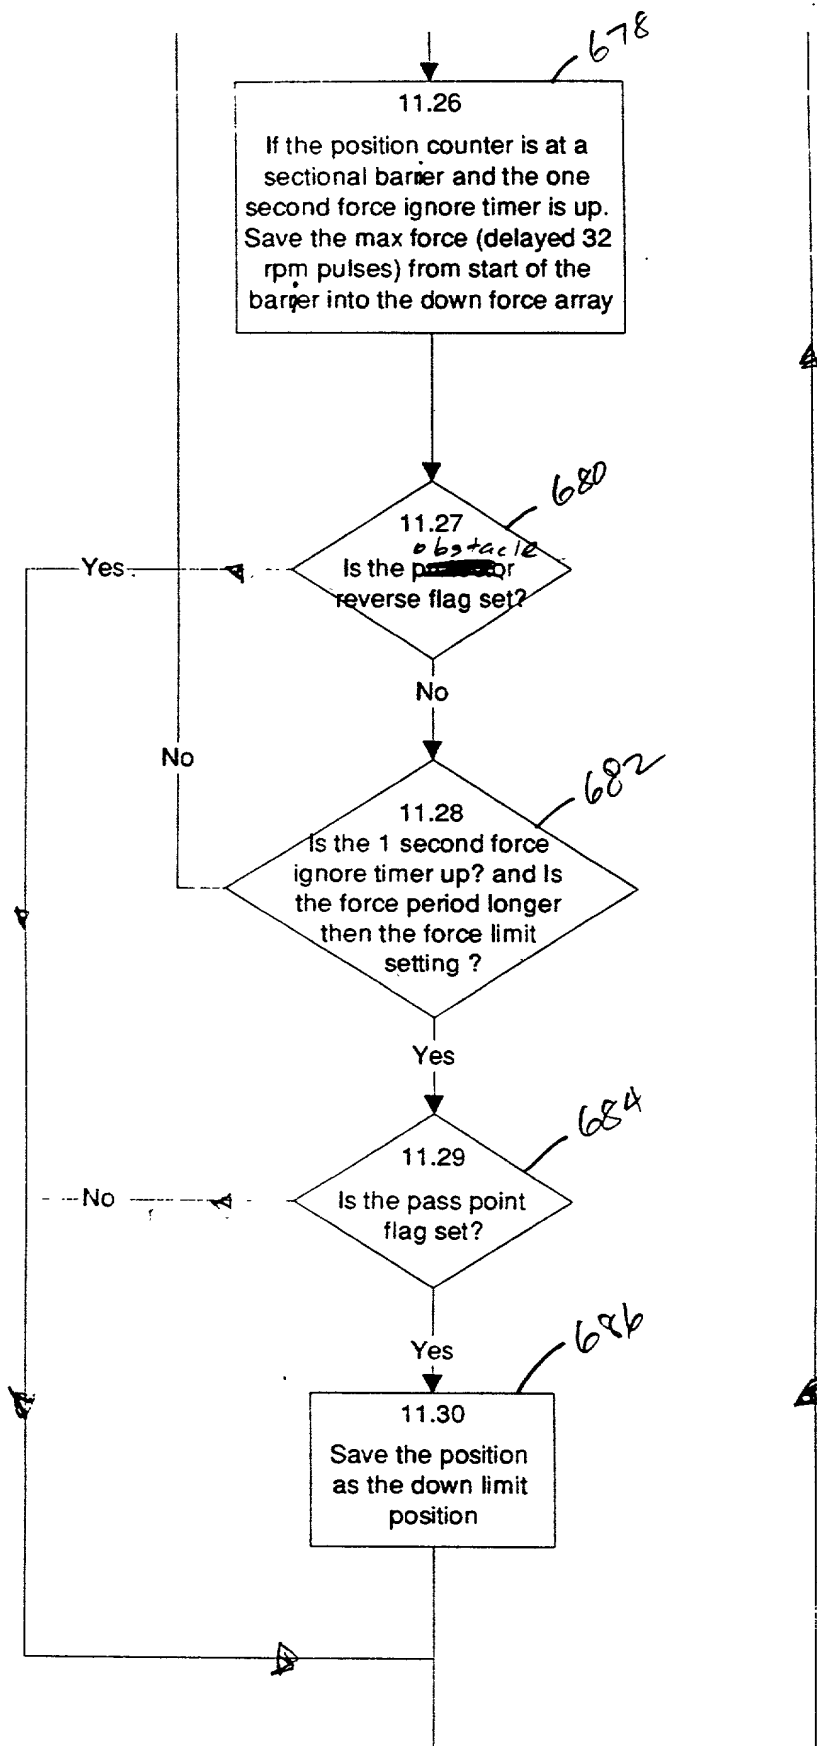 678
11.26
If the position counter is at a
sectional barrier and the one
second force ignore timer is up.
Save the max force (delayed 32
rpm pulses) from start of the
barrier into the down force array
680
11.27
obstacle
Is the
reverse flag set?
Yes
No
No
682
11.28
Is the 1 second force
ignore timer up? and Is
the force period longer
then the force limit
setting ?
Yes
684
11.29
No
Is the pass point
flag set?
Yes
686
11.30
Save the position
as the down limit
position